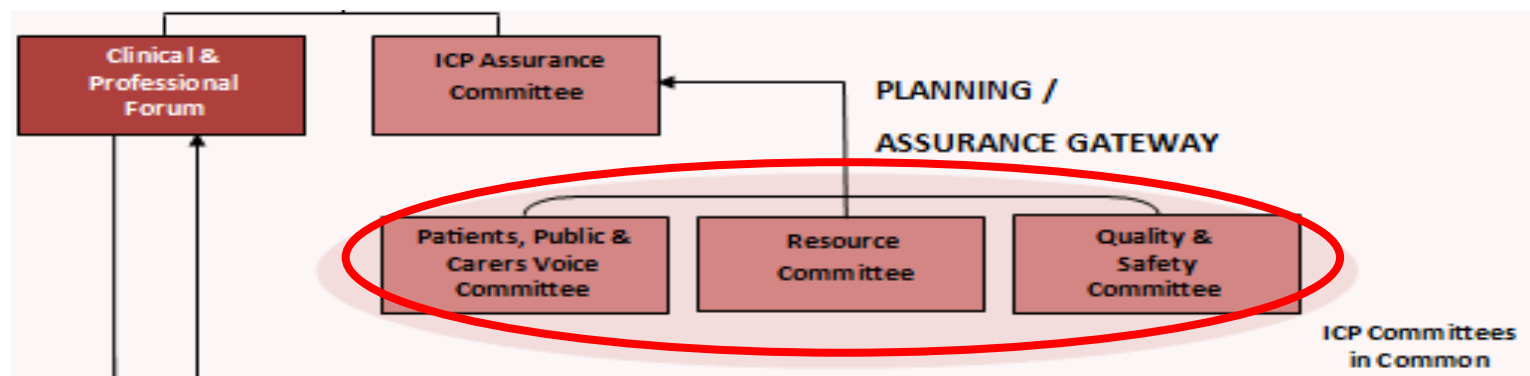 Clinical &
Professional
Forum
ICP Assurance
Committee
PLANNING /
ASSURANCE GATEWAY
Patients, Public &
Carers Voice
Committee
Resource
Committee
Quality &
Safety
Committee
ICP Committees
in Common